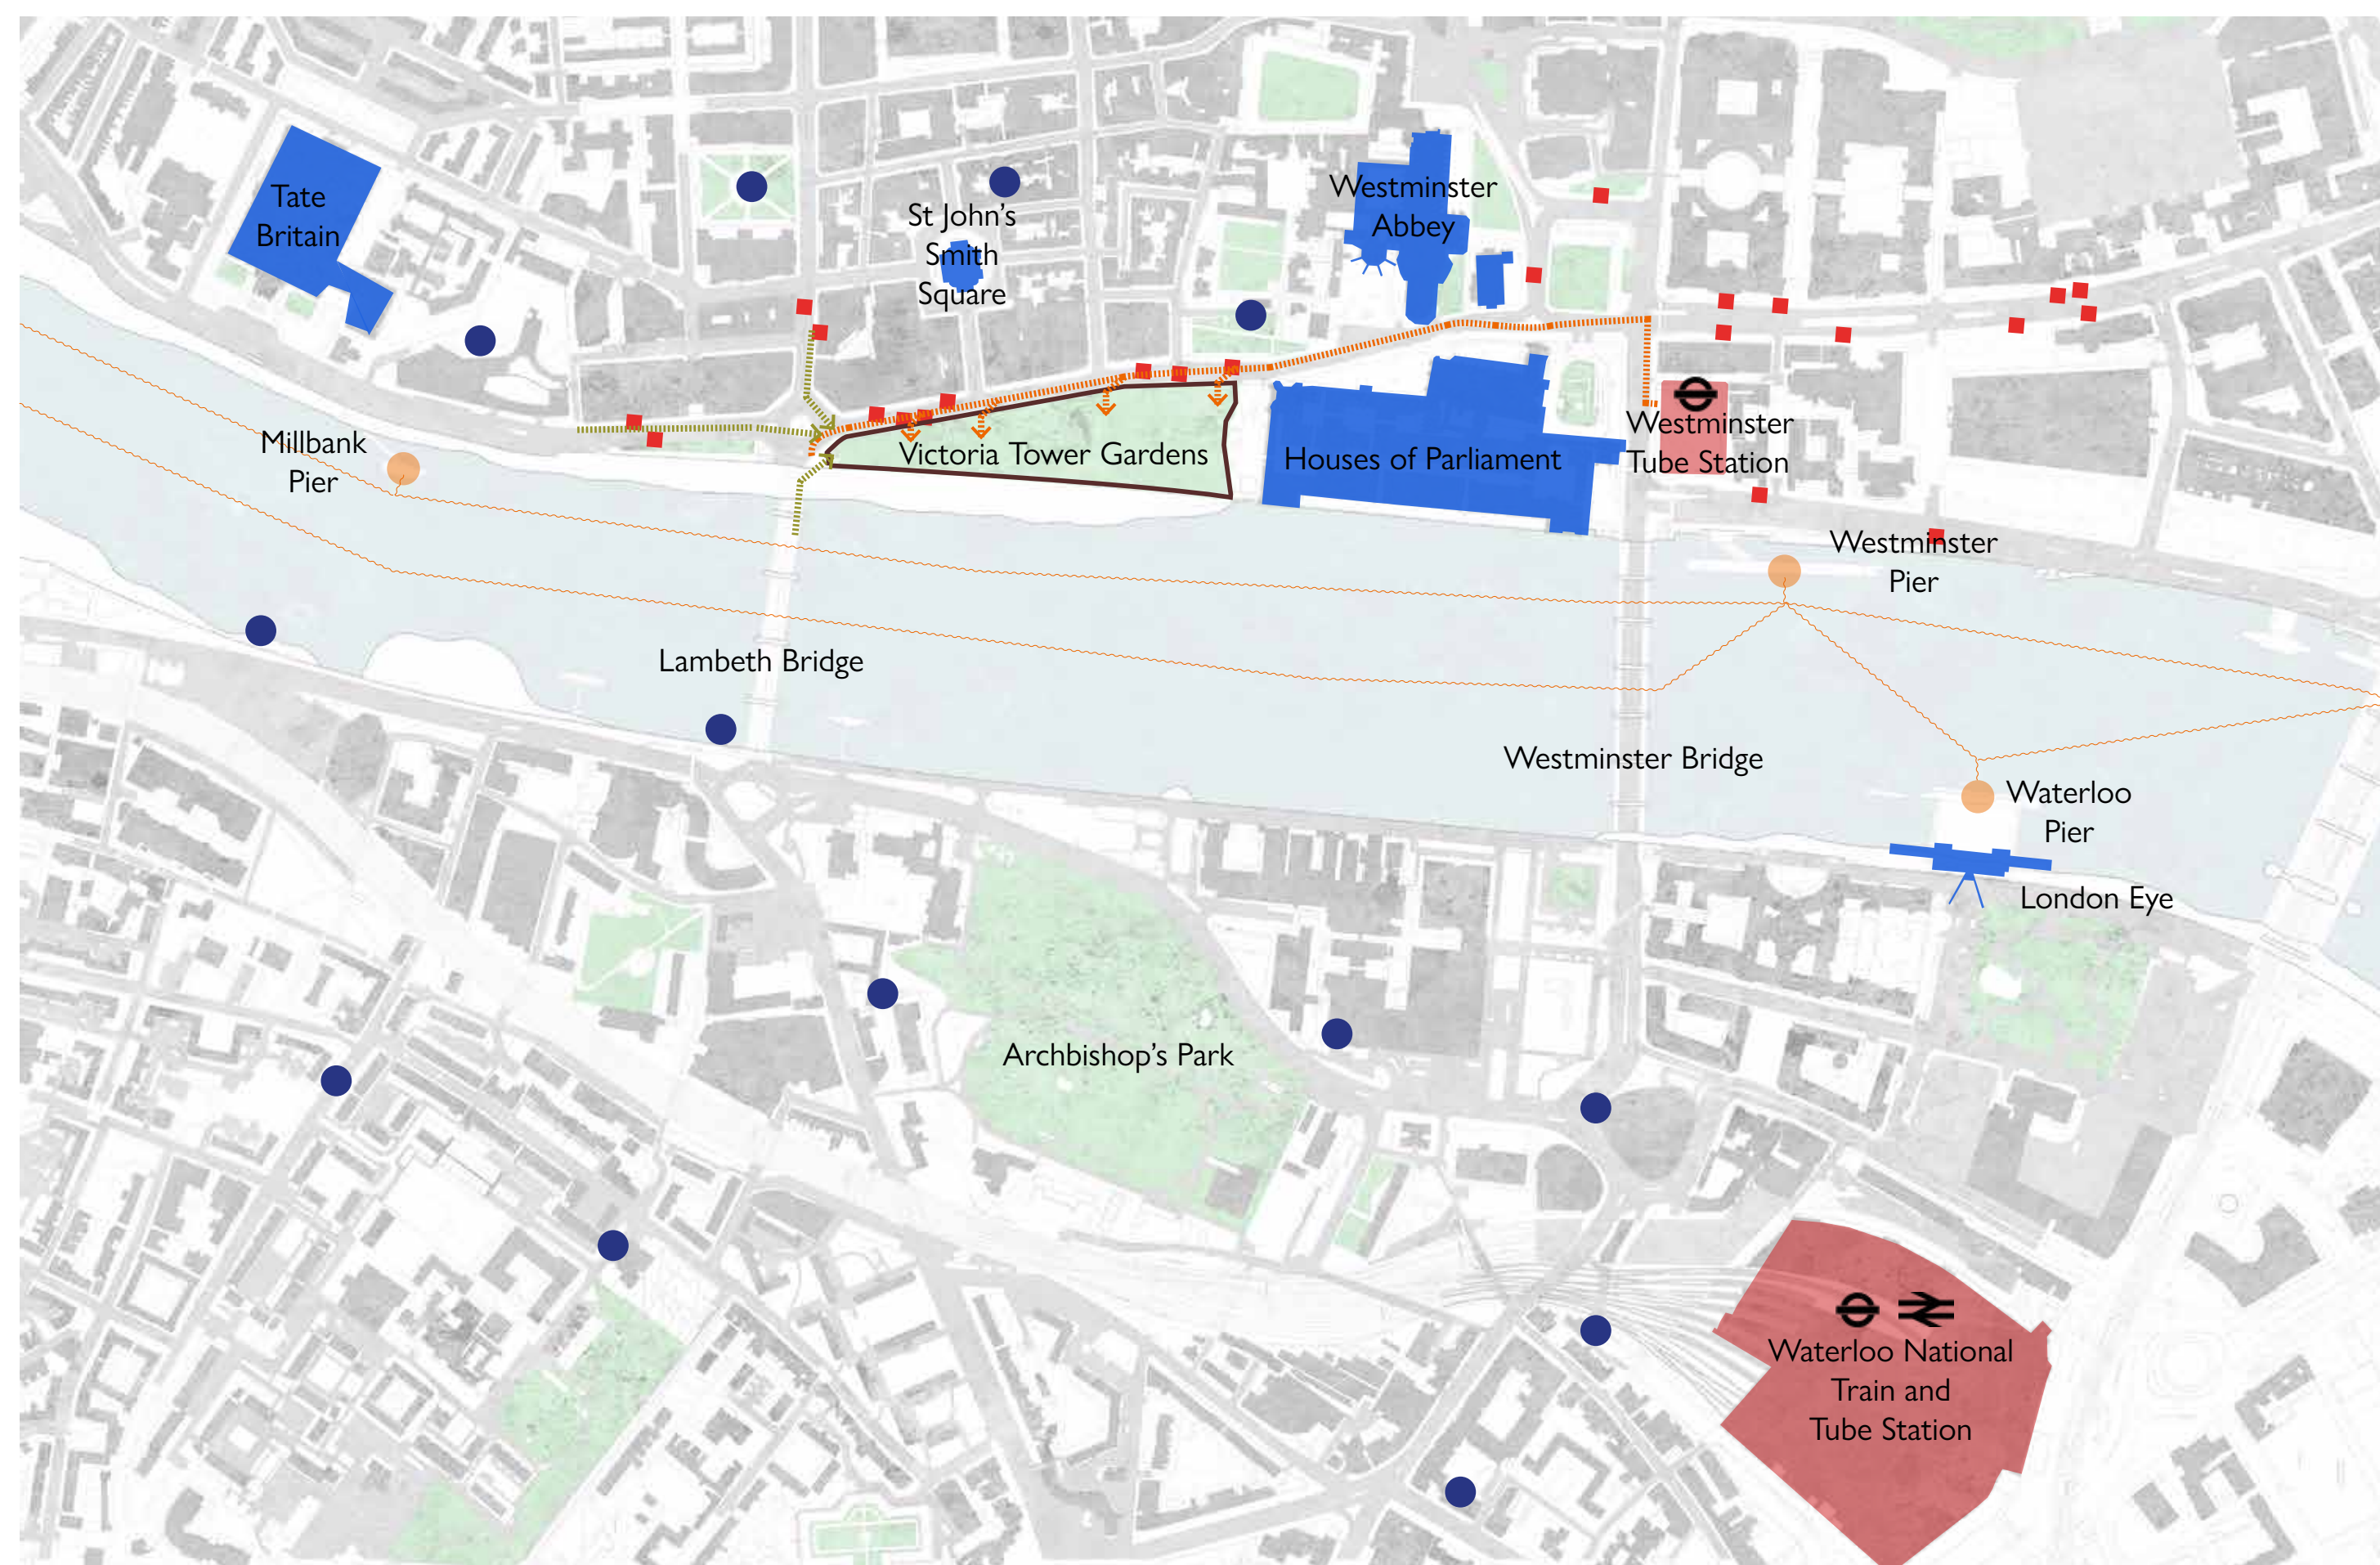 Tate
Britain
St John's
Smith
Square
Westminster
Abbey
Millbank
Pier
Victoria Tower Gardens
Houses of Parliament
Westminster
Tube Station
Westminster
Pier
Lambeth Bridge
Westminster Bridge
Waterloo
Pier
London Eye
Archbishop's Park
Waterloo National
Train and
Tube Station